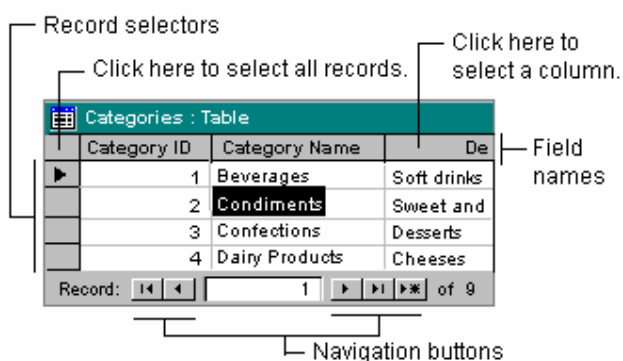 Record selectors
Click here to
select a column.
Click here to select all records.
Categories : Table
Category ID Category Name De
Field
names
1 Beverages Soft drinks
2 Condiments Sweet and
3 Confections Desserts
4 Dairy Products Cheeses
Record: 1 of 9
Navigation buttons